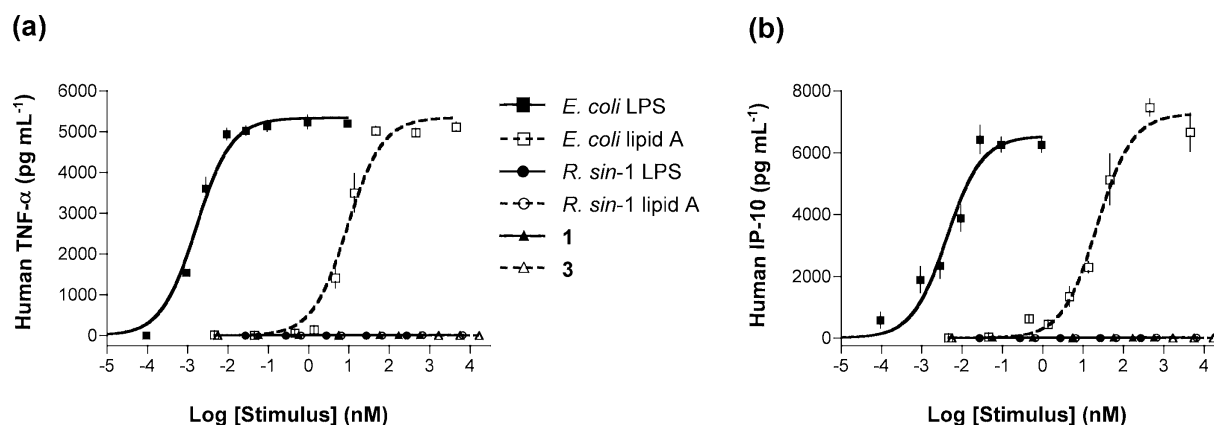 (a)
Human TNF-α (pg mL⁻¹)
6000
5000
4000
3000
2000
1000
0
-5 -4 -3 -2 -1 0 1 2 3 4
Log [Stimulus] (nM)
E. coli LPS
E. coli lipid A
R. sin-1 LPS
R. sin-1 lipid A
1
3
(b)
Human IP-10 (pg mL⁻¹)
8000
6000
4000
2000
0
-5 -4 -3 -2 -1 0 1 2 3 4
Log [Stimulus] (nM)